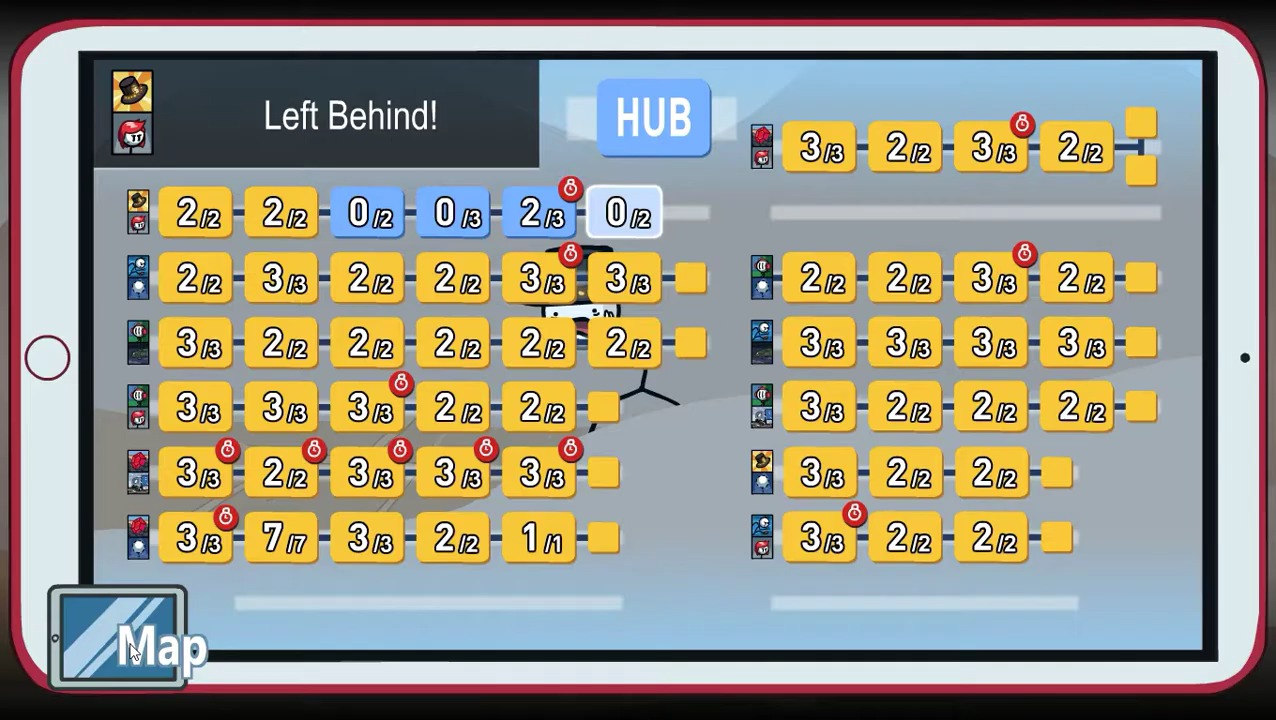 Left Behind!
HUB
3/3 2/2 3/3 2/2
2/2 2/2 0/2 0/3 2/3 0/2
2/2 3/3 2/2 2/2 3/3 3/3
2/2 2/2 3/3 2/2
3/3 2/2 2/2 2/2 2/2 2/2
3/3 3/3 3/3 3/3
3/3 3/3 3/3 2/2 2/2
3/3 2/2 2/2 2/2
3/3 2/2 3/3 3/3 3/3
3/3 2/2 2/2
3/3 7/7 3/3 2/2 1/1
3/3 2/2 2/2
Map